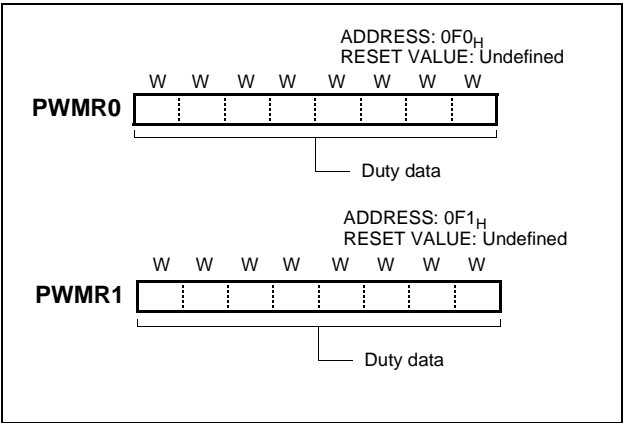 ADDRESS: 0F0H
RESET VALUE: Undefined
W W W W W W W W
PWMR0
Duty data
ADDRESS: 0F1H
RESET VALUE: Undefined
W W W W W W W W
PWMR1
Duty data